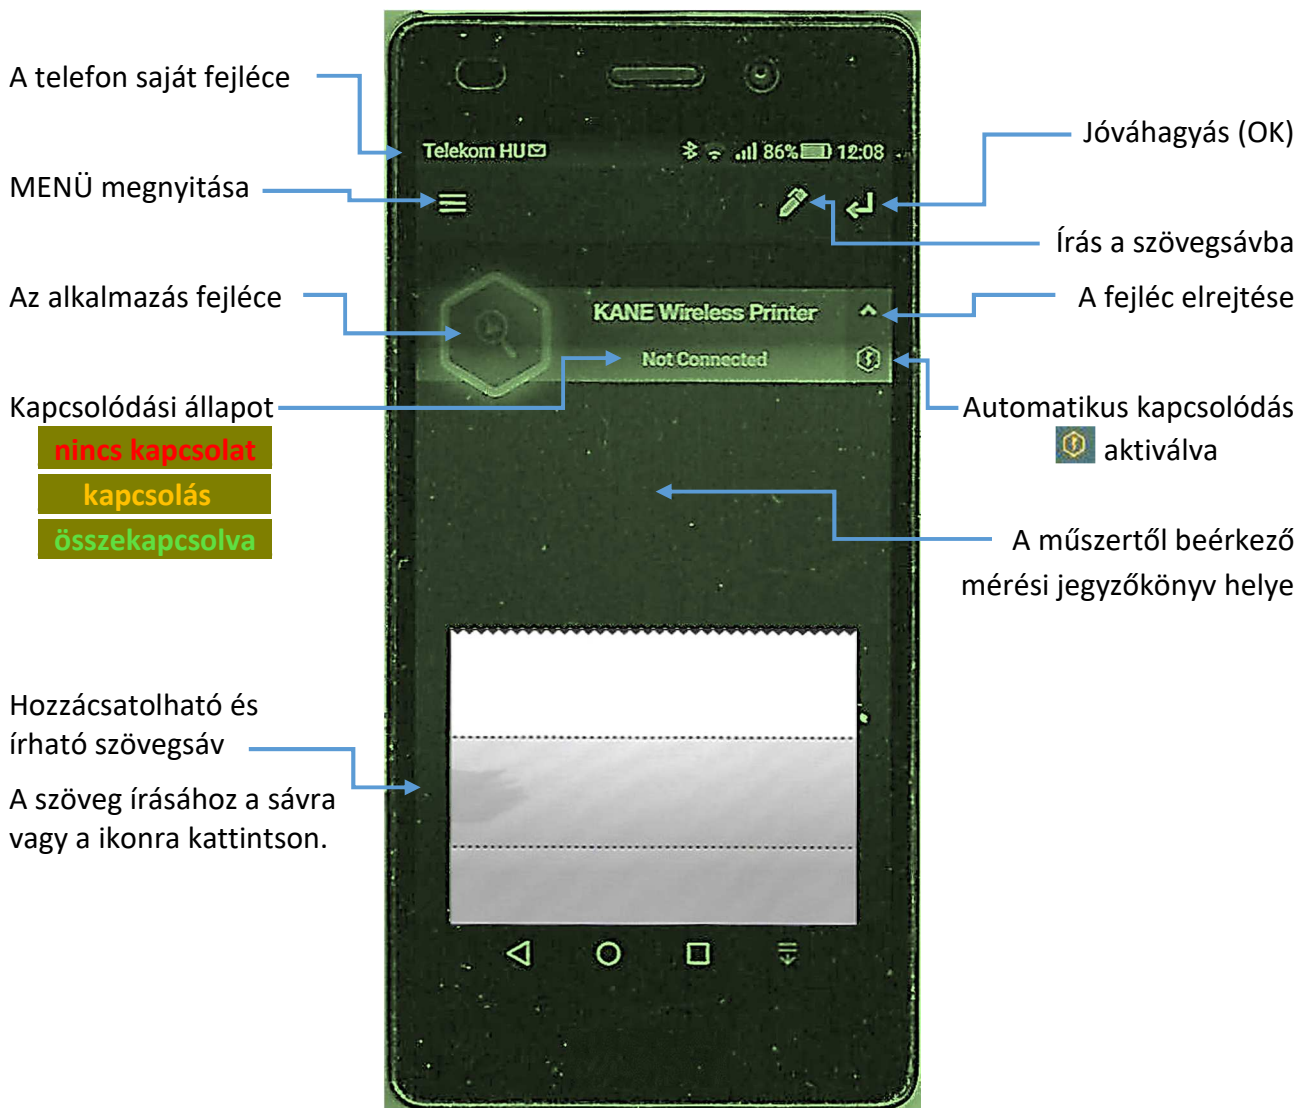 A telefon saját fejléce
MENÜ megnyitása
Az alkalmazás fejléce
Kapcsolódási állapot
nincs kapcsolat
kapcsolás
összekapcsolva
Hozzácsatolható és
írható szövegsáv
A szöveg írásához a sávra
vagy a ikonra kattintson.
Telekom HU
86% 12:08
KANE Wireless Printer
Not Connected
Jóváhagyás (OK)
Írás a szövegsávba
A fejléc elrejtése
Automatikus kapcsolódás
aktiválva
A műszertől beérkező
mérési jegyzőkönyv helye